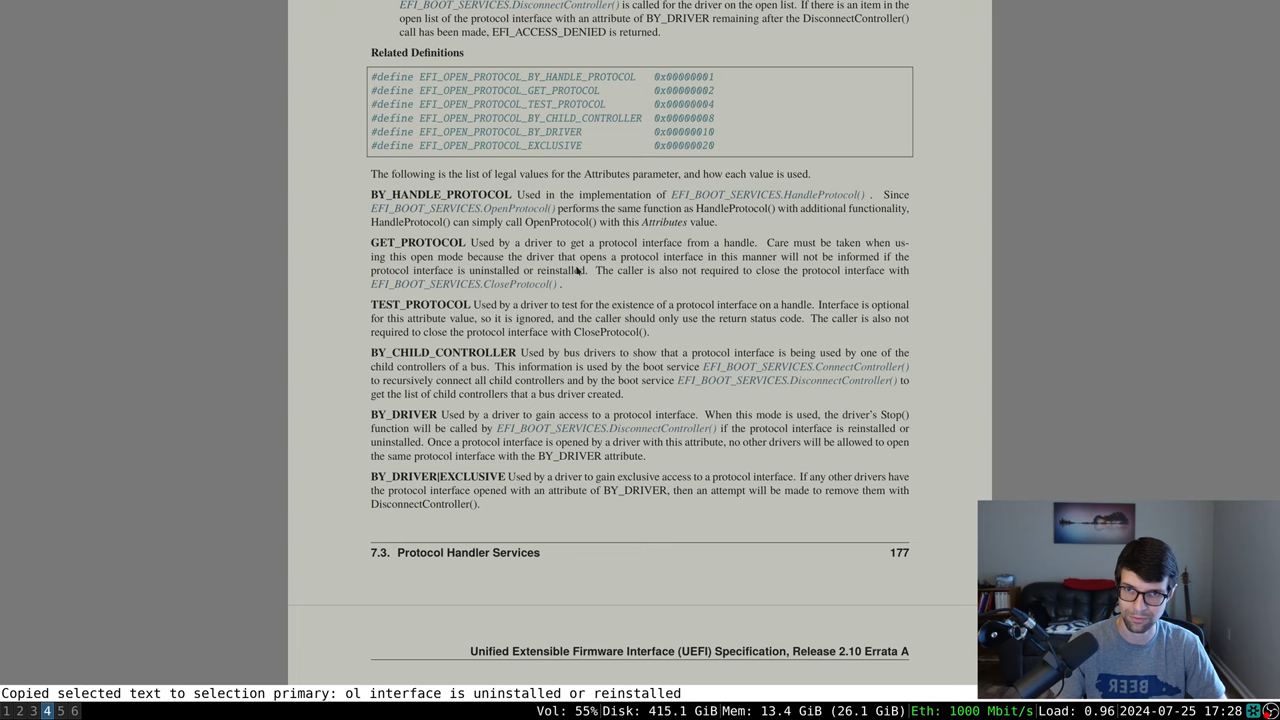 EFI_BOOT_SERVICES.DisconnectController() is called for the driver on the open list. If there is an item in the
open list of the protocol interface with an attribute of BY_DRIVER remaining after the DisconnectController()
call has been made, EFI_ACCESS_DENIED is returned.
Related Definitions
#define EFI_OPEN_PROTOCOL_BY_HANDLE_PROTOCOL 0x00000001
#define EFI_OPEN_PROTOCOL_GET_PROTOCOL 0x00000002
#define EFI_OPEN_PROTOCOL_TEST_PROTOCOL 0x00000004
#define EFI_OPEN_PROTOCOL_BY_CHILD_CONTROLLER 0x00000008
#define EFI_OPEN_PROTOCOL_BY_DRIVER 0x00000010
#define EFI_OPEN_PROTOCOL_EXCLUSIVE 0x00000020
The following is the list of legal values for the Attributes parameter, and how each value is used.
BY_HANDLE_PROTOCOL Used in the implementation of EFI_BOOT_SERVICES.HandleProtocol() . Since
EFI_BOOT_SERVICES.OpenProtocol() performs the same function as HandleProtocol() with additional functionality,
HandleProtocol() can simply call OpenProtocol() with this Attributes value.
GET_PROTOCOL Used by a driver to get a protocol interface from a handle. Care must be taken when us-
ing this open mode because the driver that opens a protocol interface in this manner will not be informed if the
protocol interface is uninstalled or reinstalled. The caller is also not required to close the protocol interface with
EFI_BOOT_SERVICES.CloseProtocol() .
TEST_PROTOCOL Used by a driver to test for the existence of a protocol interface on a handle. Interface is optional
for this attribute value, so it is ignored, and the caller should only use the return status code. The caller is also not
required to close the protocol interface with CloseProtocol().
BY_CHILD_CONTROLLER Used by bus drivers to show that a protocol interface is being used by one of the
child controllers of a bus. This information is used by the boot service EFI_BOOT_SERVICES.ConnectController()
to recursively connect all child controllers and by the boot service EFI_BOOT_SERVICES.DisconnectController() to
get the list of child controllers that a bus driver created.
BY_DRIVER Used by a driver to gain access to a protocol interface. When this mode is used, the driver's Stop()
function will be called by EFI_BOOT_SERVICES.DisconnectController() if the protocol interface is reinstalled or
uninstalled. Once a protocol interface is opened by a driver with this attribute, no other drivers will be allowed to open
the same protocol interface with the BY_DRIVER attribute.
BY_DRIVER|EXCLUSIVE Used by a driver to gain exclusive access to a protocol interface. If any other drivers have
the protocol interface opened with an attribute of BY_DRIVER, then an attempt will be made to remove them with
DisconnectController().
7.3. Protocol Handler Services 177
Unified Extensible Firmware Interface (UEFI) Specification, Release 2.10 Errata A
BEER
Copied selected text to selection primary: ol interface is uninstalled or reinstalled
1 2 3 4 5 6 Vol: 55% Disk: 415.1 GiB Mem: 13.4 GiB (26.1 GiB) Eth: 1000 Mbit/s Load: 0.96 2024-07-25 17:28